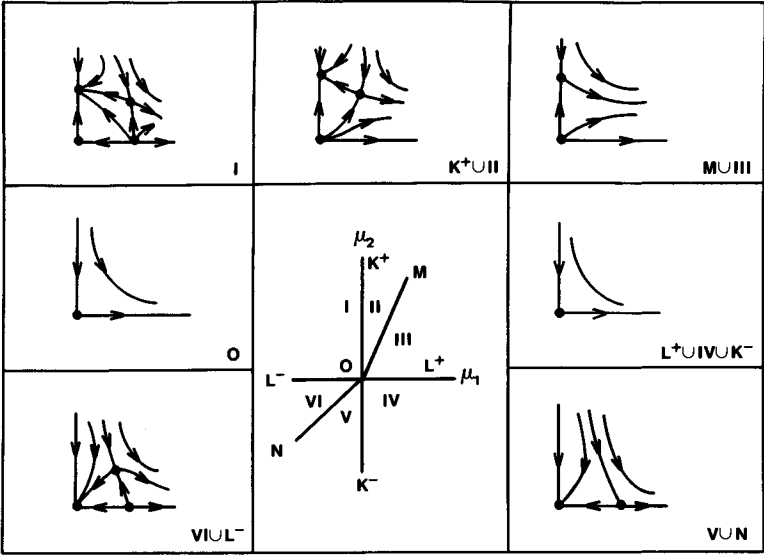 I
K⁺∪II
M∪III
O
μ₂
K⁺
M
I II
III
O
L⁺
L⁻
μ₁
VI
IV
V
N
K⁻
L⁺∪IV∪K⁻
VI∪L⁻
V∪N